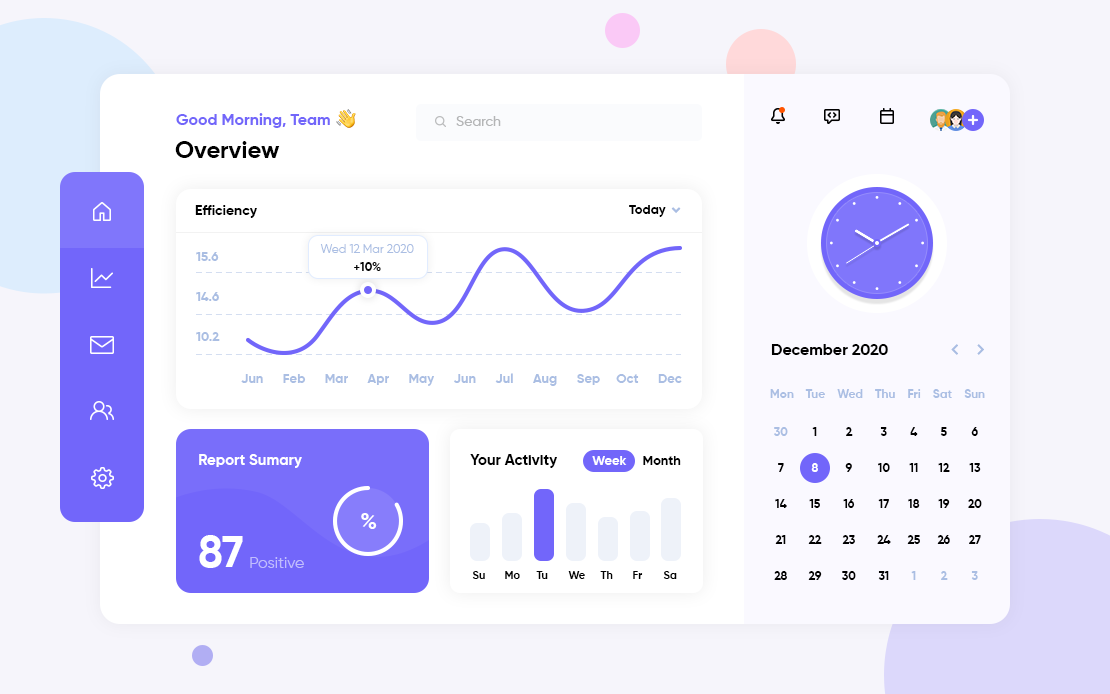 Good Morning, Team 👋
Overview
Search
Efficiency
Today
Wed 12 Mar 2020
+10%
15.6
14.6
10.2
Jun Feb Mar Apr May Jun Jul Aug Sep Oct Dec
Report Sumary
%
87 Positive
Your Activity
Week Month
Su Mo Tu We Th Fr Sa
December 2020
Mon Tue Wed Thu Fri Sat Sun
30 1 2 3 4 5 6
7 8 9 10 11 12 13
14 15 16 17 18 19 20
21 22 23 24 25 26 27
28 29 30 31 1 2 3